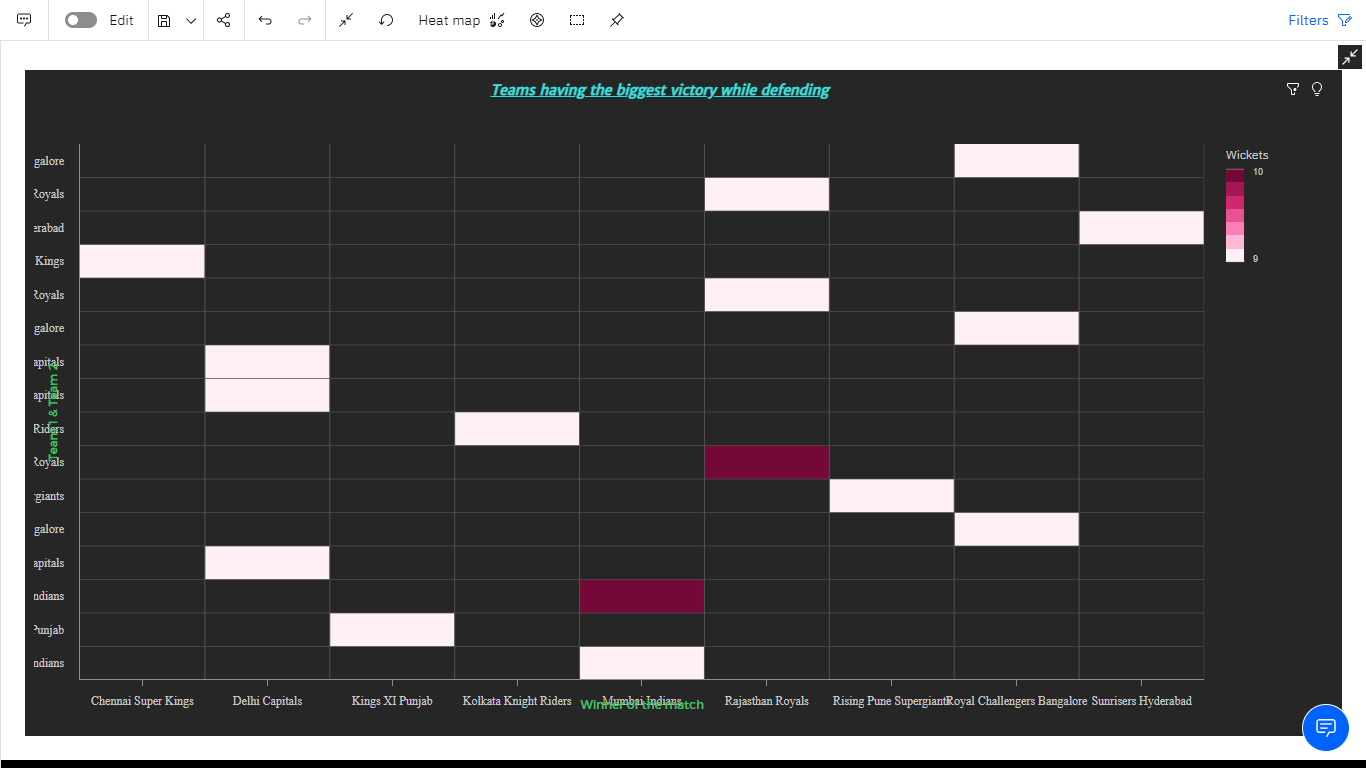 Edit
Heat map
Filters
Teams having the biggest victory while defending
Wickets
10
9
galore
Royals
erabad
Kings
Royals
galore
apitals
apitals
Riders
Royals
rgiants
galore
apitals
ndians
Punjab
ndians
Team 1 & Team 2
Chennai Super Kings Delhi Capitals Kings XI Punjab Kolkata Knight Riders Mumbai Indians Rajasthan Royals Rising Pune Supergiants Royal Challengers Bangalore Sunrisers Hyderabad
Winner of the match